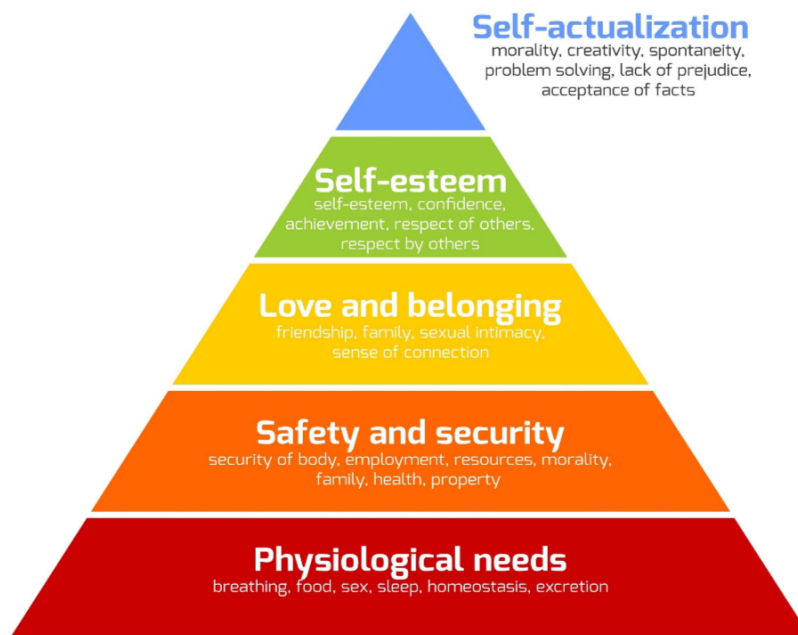 Self-actualization
morality, creativity, spontaneity,
problem solving, lack of prejudice,
acceptance of facts
Self-esteem
self-esteem, confidence,
achievement, respect of others,
respect by others
Love and belonging
friendship, family, sexual intimacy,
sense of connection
Safety and security
security of body, employment, resources, morality,
family, health, property
Physiological needs
breathing, food, sex, sleep, homeostasis, excretion